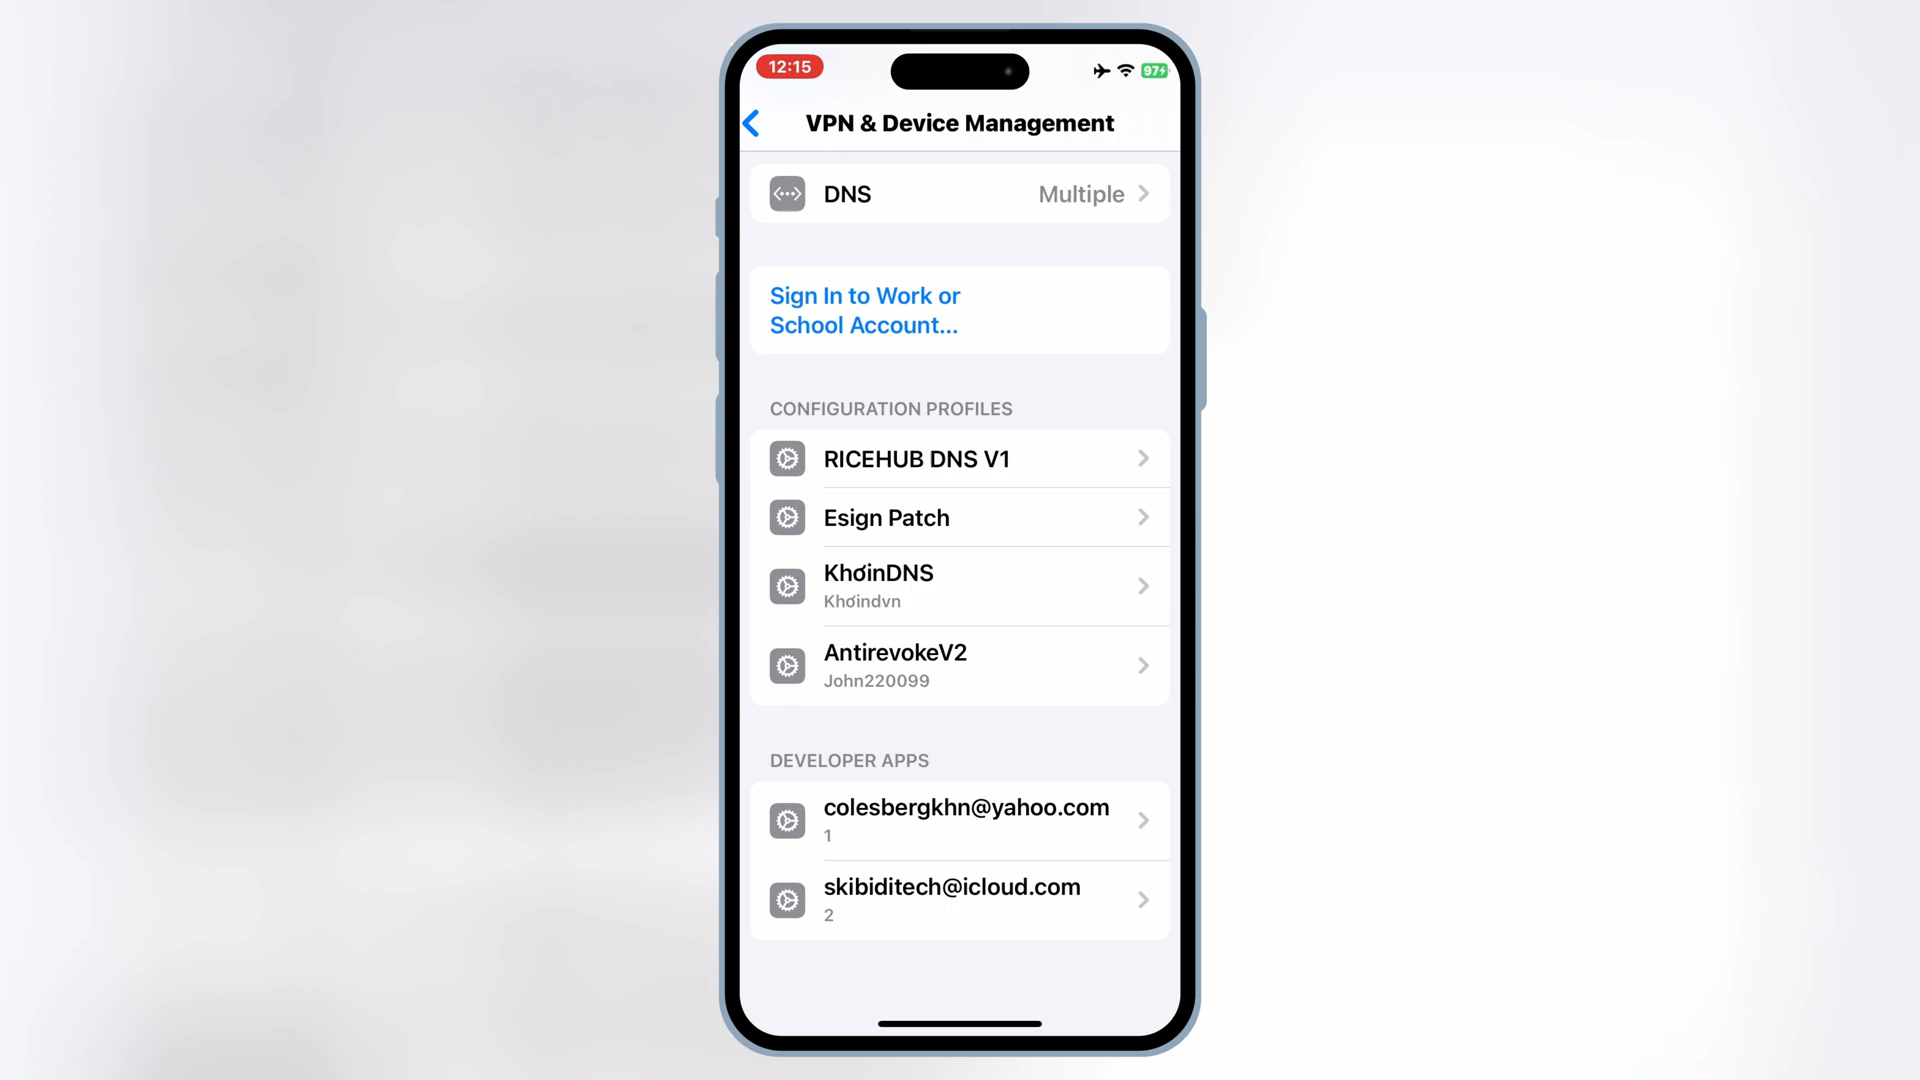 12:15
97
VPN & Device Management
DNS
Multiple
Sign In to Work or
School Account...
CONFIGURATION PROFILES
RICEHUB DNS V1
Esign Patch
KhơinDNS
Khơindvn
AntirevokeV2
John220099
DEVELOPER APPS
colesbergkhn@yahoo.com
1
skibiditech@icloud.com
2